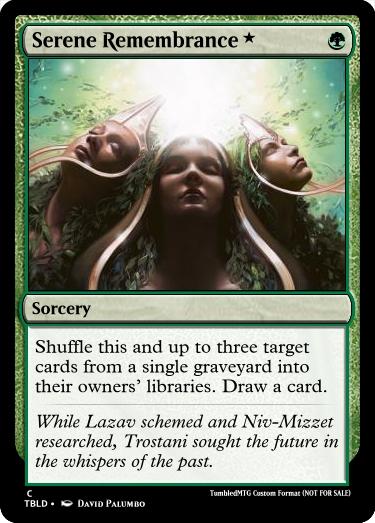 Serene Remembrance ★
Sorcery
Shuffle this and up to three target
cards from a single graveyard into
their owners' libraries. Draw a card.
While Lazav schemed and Niv-Mizzet
researched, Trostani sought the future in
the whispers of the past.
C
TBLD • David Palumbo
TumbledMTG Custom Format (NOT FOR SALE)